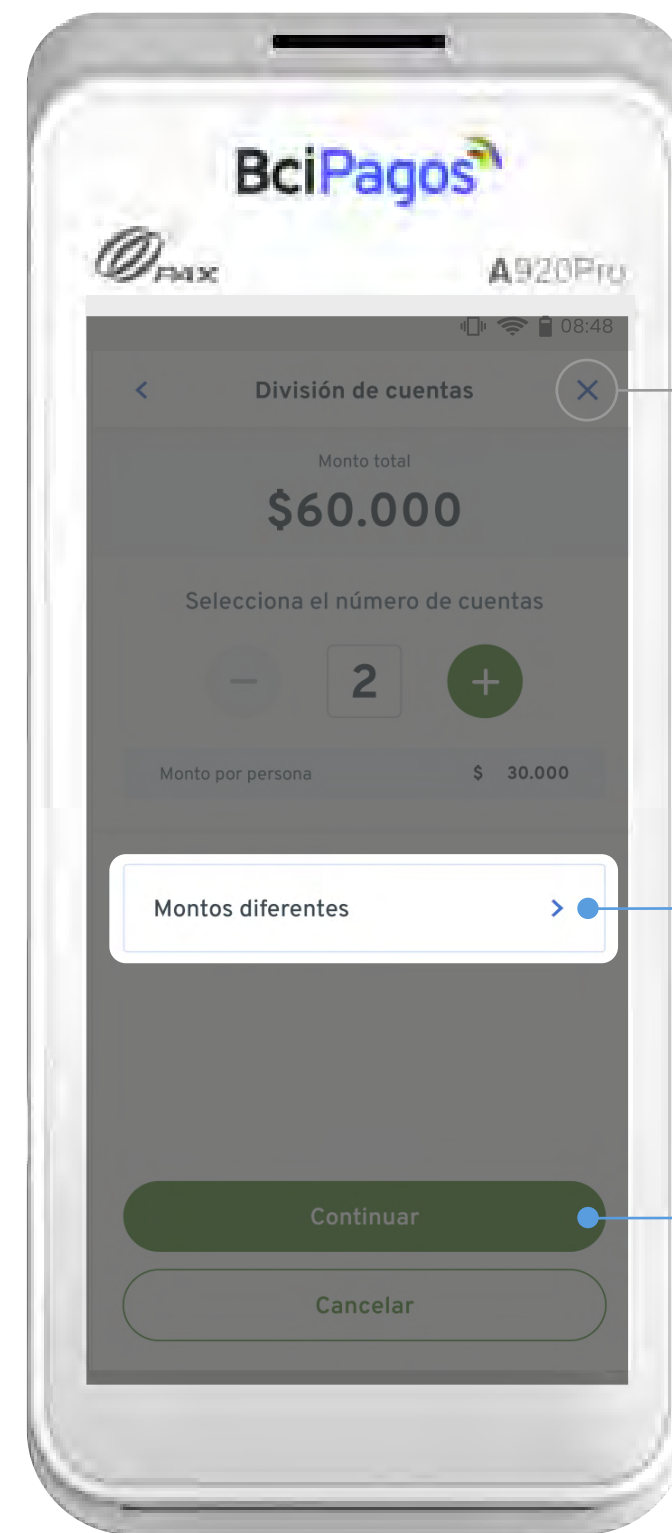 BciPagos
PAX
A920Pro
08:48
División de cuentas
Monto total
$60.000
Selecciona el número de cuentas
2
Monto por persona $ 30.000
Montos diferentes
Continuar
Cancelar